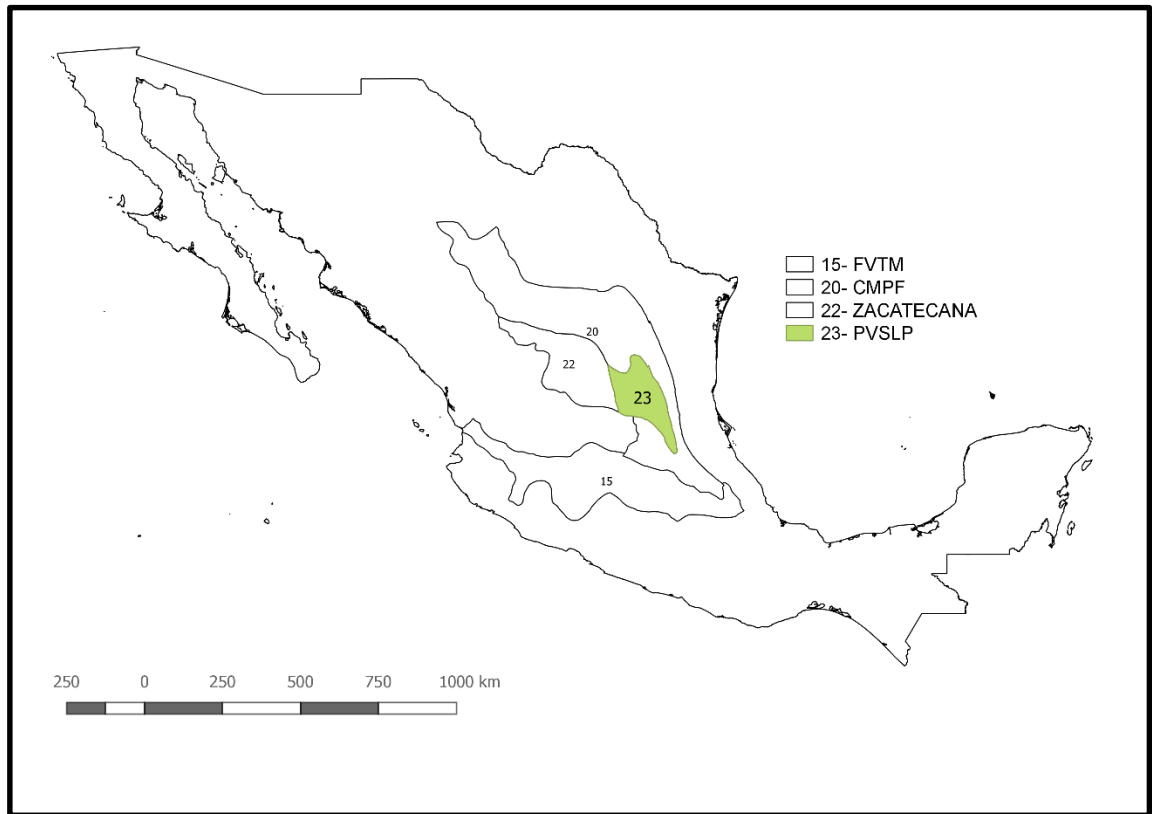 15- FVTM
20- CMPF
22- ZACATECANA
23- PVSLP
20
22
23
15
250 0 250 500 750 1000 km